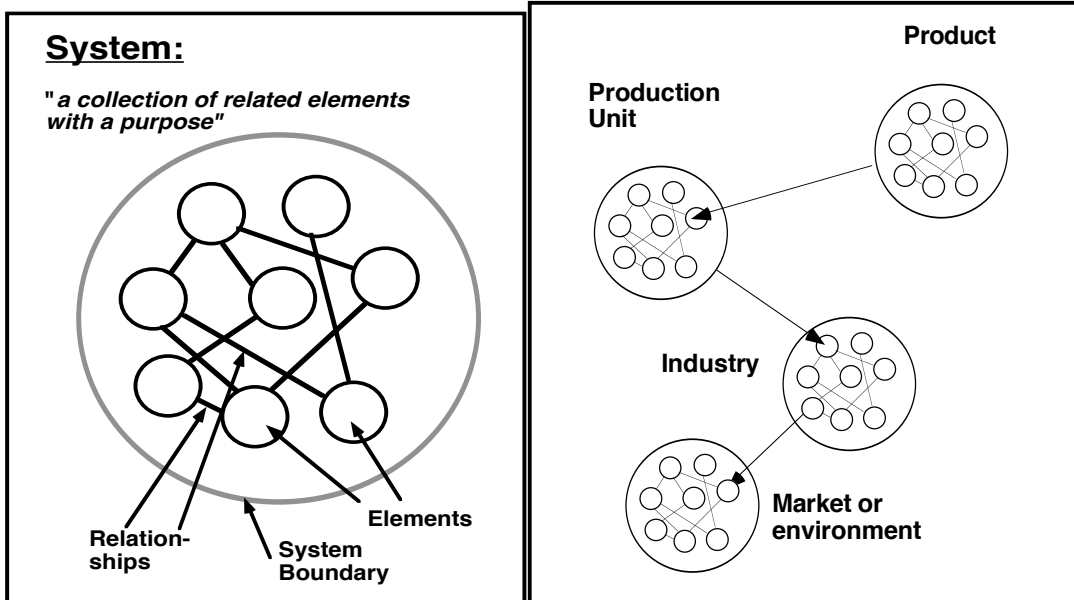 System:
"a collection of related elements
with a purpose"
Relation-
ships
System
Boundary
Elements
Product
Production
Unit
Industry
Market or
environment